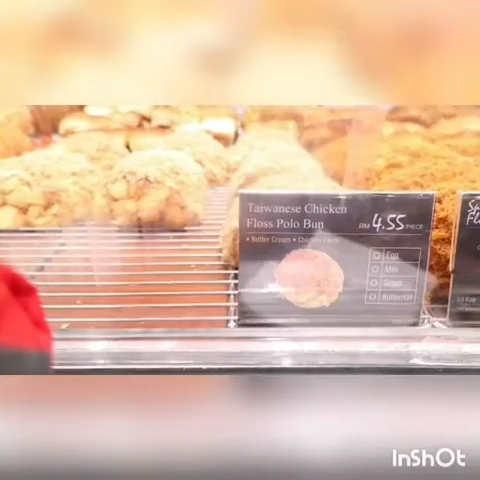 Taiwanese Chicken
Floss Polo Bun RM 4.55/PIECE
• Butter Cream • Chicken Floss
Egg
Milk
Sugar
Butter/Oil
InShOt